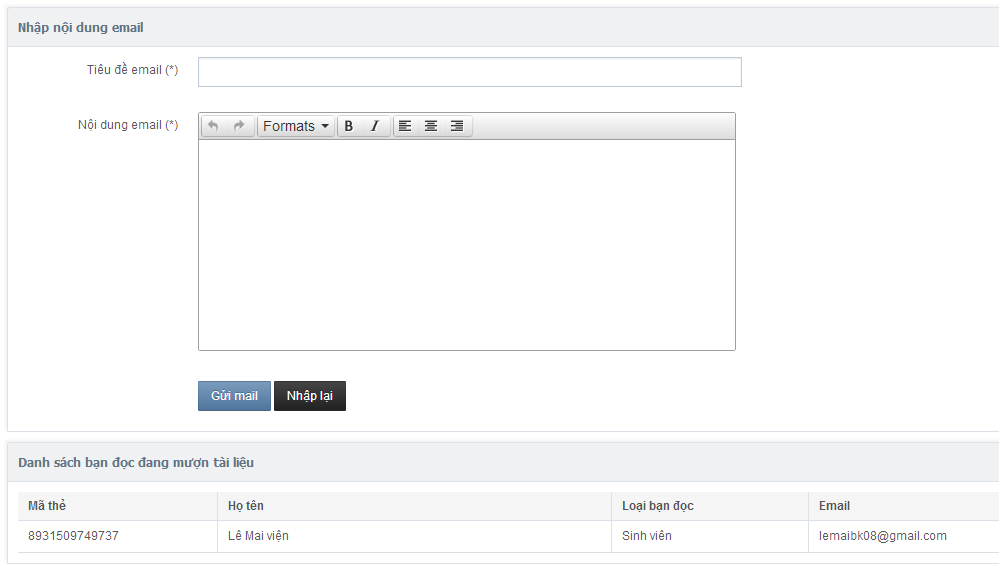 Nhập nội dung email
Tiêu đề email (*)
Nội dung email (*)
Formats B I
Gửi mail Nhập lại
Danh sách bạn đọc đang mượn tài liệu
Mã thẻ Họ tên Loại bạn đọc Email
8931509749737 Lê Mai viện Sinh viên lemaibk08@gmail.com